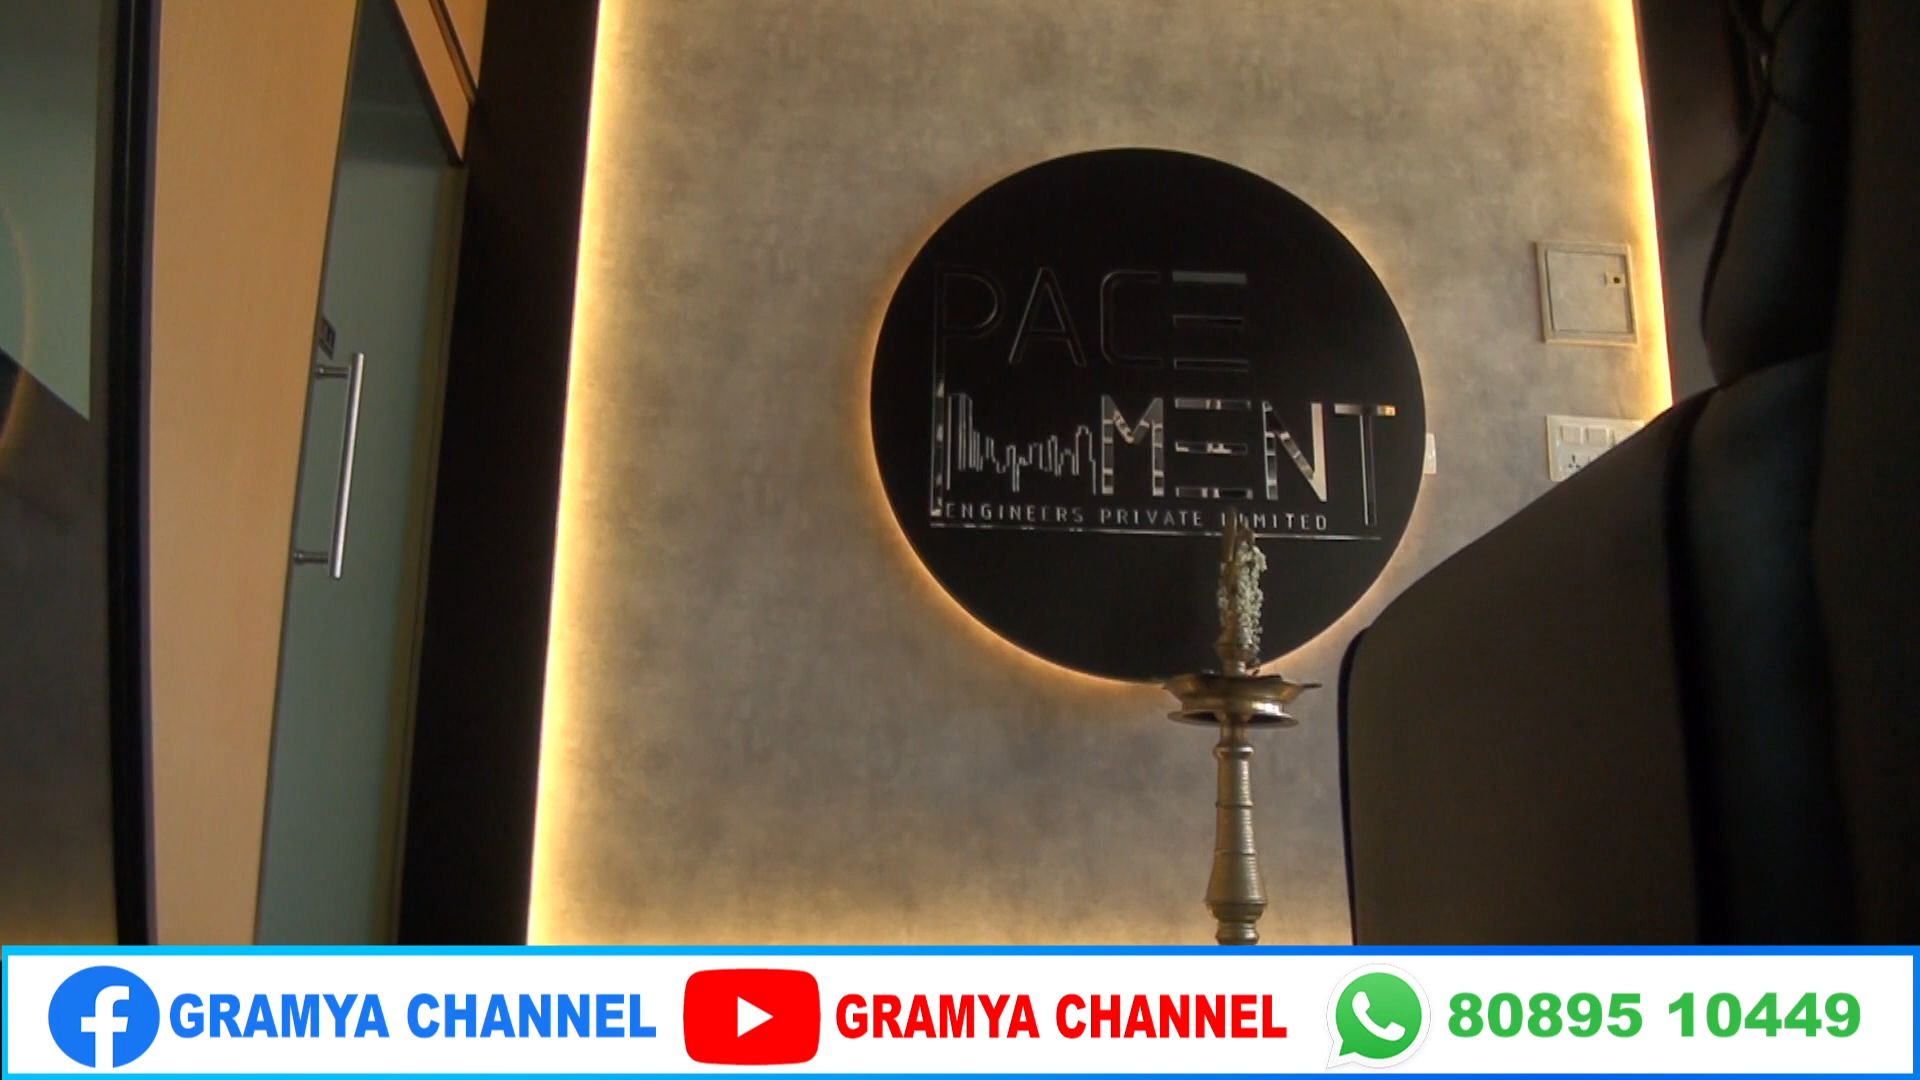 PACE
MENT
ENGINEERS PRIVATE LIMITED
GRAMYA CHANNEL GRAMYA CHANNEL 80895 10449